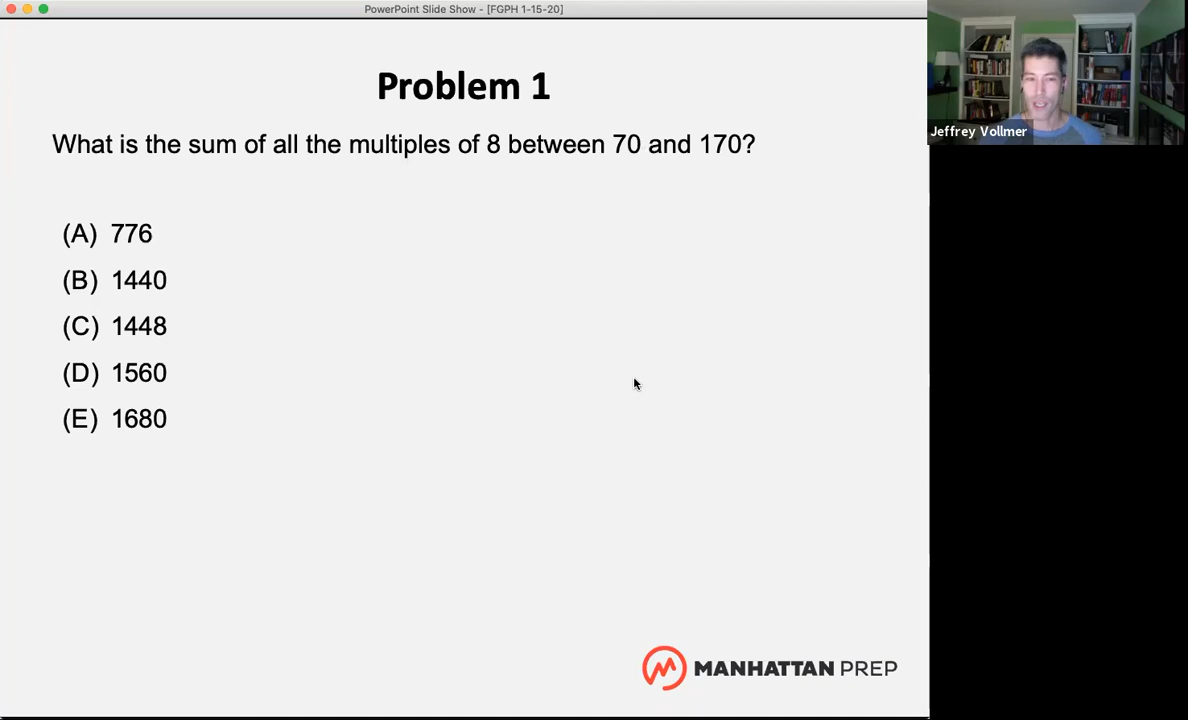 PowerPoint Slide Show - [FGPH 1-15-20]
Problem 1
What is the sum of all the multiples of 8 between 70 and 170?
(A) 776
(B) 1440
(C) 1448
(D) 1560
(E) 1680
MANHATTAN PREP
Jeffrey Vollmer